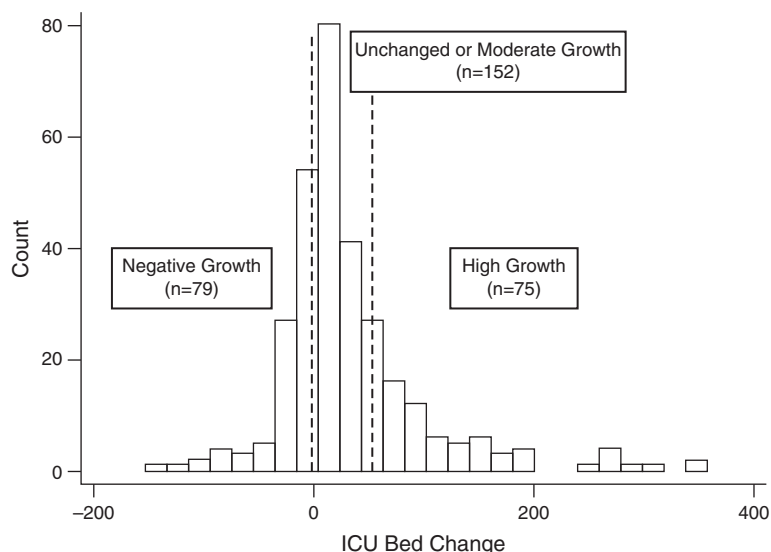 80
60
40
20
0
Count
Unchanged or Moderate Growth
(n=152)
Negative Growth
(n=79)
High Growth
(n=75)
–200
0
200
400
ICU Bed Change